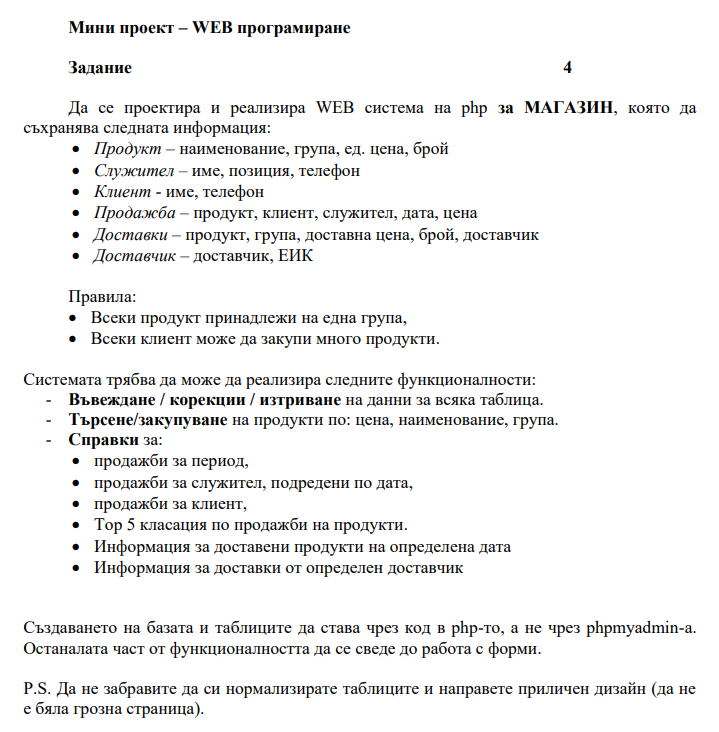 Мини проект – WEB програмиране
Задание 4
Да се проектира и реализира WEB система на php за МАГАЗИН, която да
съхранява следната информация:
• Продукт – наименование, група, ед. цена, брой
• Служител – име, позиция, телефон
• Клиент - име, телефон
• Продажба – продукт, клиент, служител, дата, цена
• Доставки – продукт, група, доставна цена, брой, доставчик
• Доставчик – доставчик, ЕИК
Правила:
• Всеки продукт принадлежи на една група,
• Всеки клиент може да закупи много продукти.
Системата трябва да може да реализира следните функционалности:
- Въвеждане / корекции / изтриване на данни за всяка таблица.
- Търсене/закупуване на продукти по: цена, наименование, група.
- Справки за:
• продажби за период,
• продажби за служител, подредени по дата,
• продажби за клиент,
• Top 5 класация по продажби на продукти.
• Информация за доставени продукти на определена дата
• Информация за доставки от определен доставчик
Създаването на базата и таблиците да става чрез код в php-то, а не чрез phpmyadmin-а.
Останалата част от функционалността да се сведе до работа с форми.
P.S. Да не забравите да си нормализирате таблиците и направете приличен дизайн (да не
е бяла грозна страница).